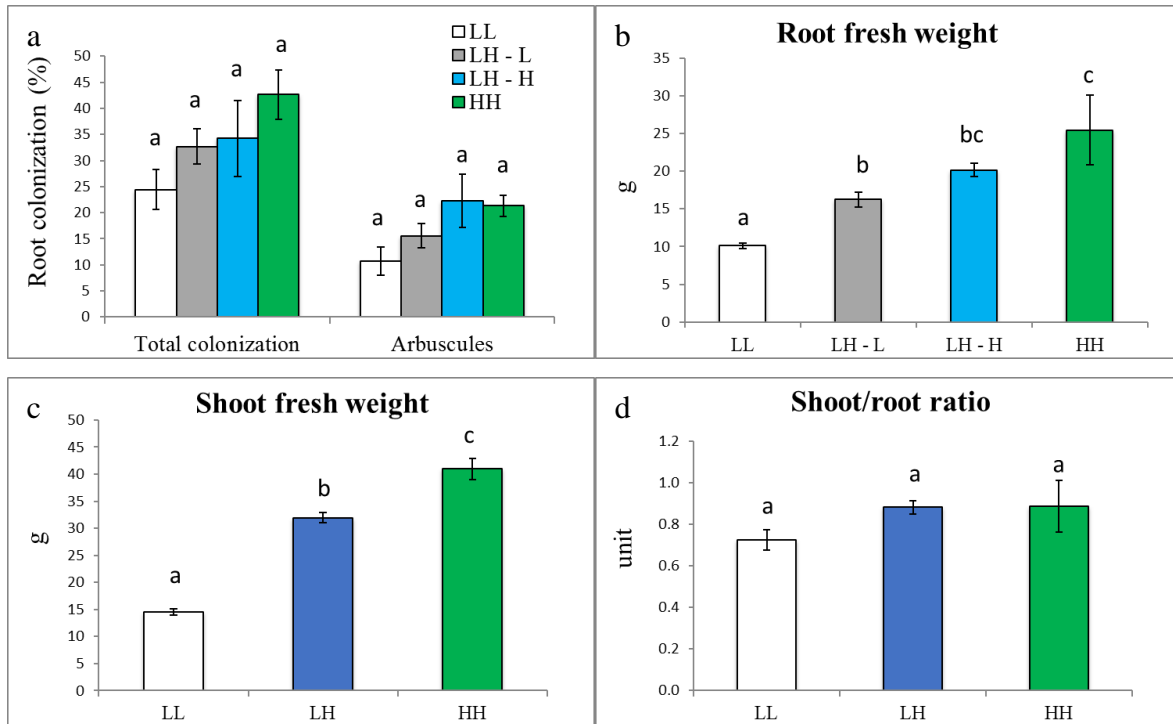 a
Root colonization (%)
50
45
40
35
30
25
20
15
10
5
0
a
a
a
a
a
a
a
a
LL
LH - L
LH - H
HH
Total colonization
Arbuscules
b
Root fresh weight
g
35
30
25
20
15
10
5
0
a
b
bc
c
LL
LH - L
LH - H
HH
c
Shoot fresh weight
g
50
45
40
35
30
25
20
15
10
5
0
a
b
c
LL
LH
HH
d
Shoot/root ratio
unit
1.2
1.0
0.8
0.6
0.4
0.2
0.0
a
a
a
LL
LH
HH